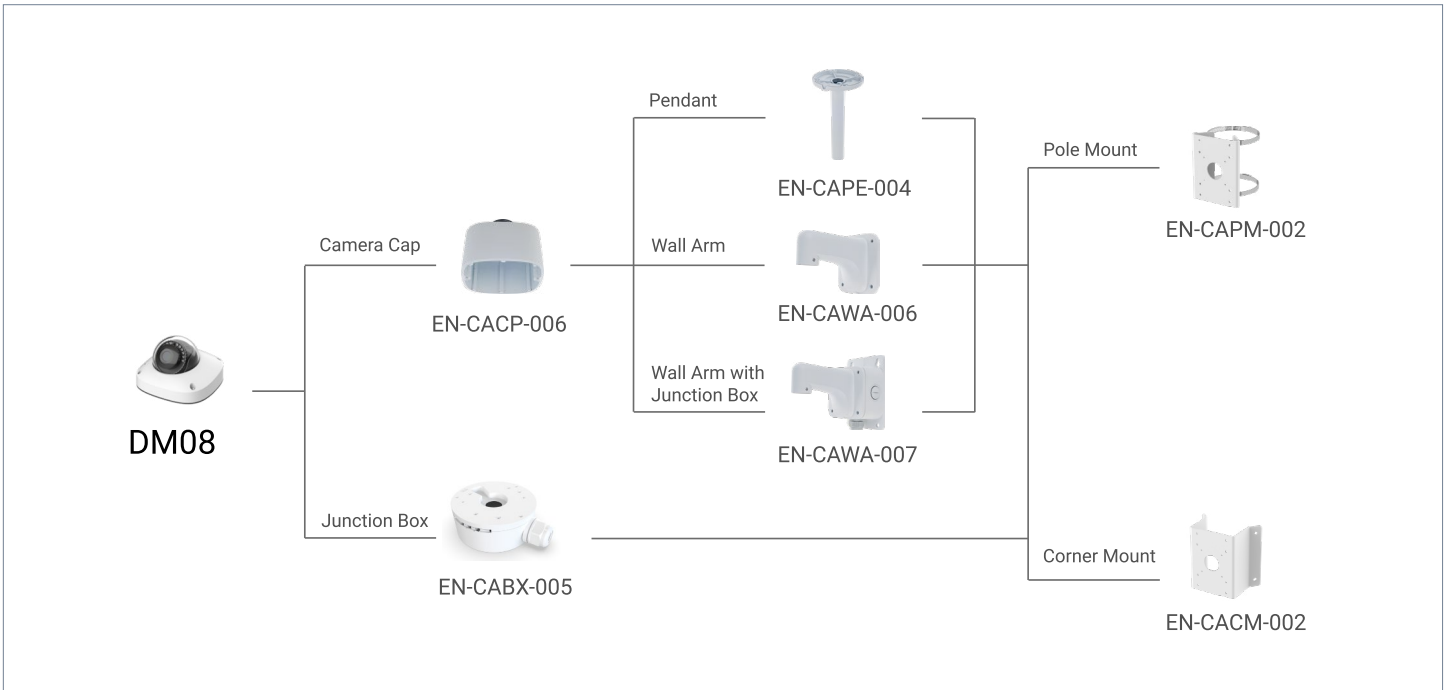 Pendant
EN-CAPE-004
Pole Mount
EN-CAPM-002
Camera Cap
EN-CACP-006
Wall Arm
EN-CAWA-006
Wall Arm with
Junction Box
EN-CAWA-007
DM08
Junction Box
EN-CABX-005
Corner Mount
EN-CACM-002